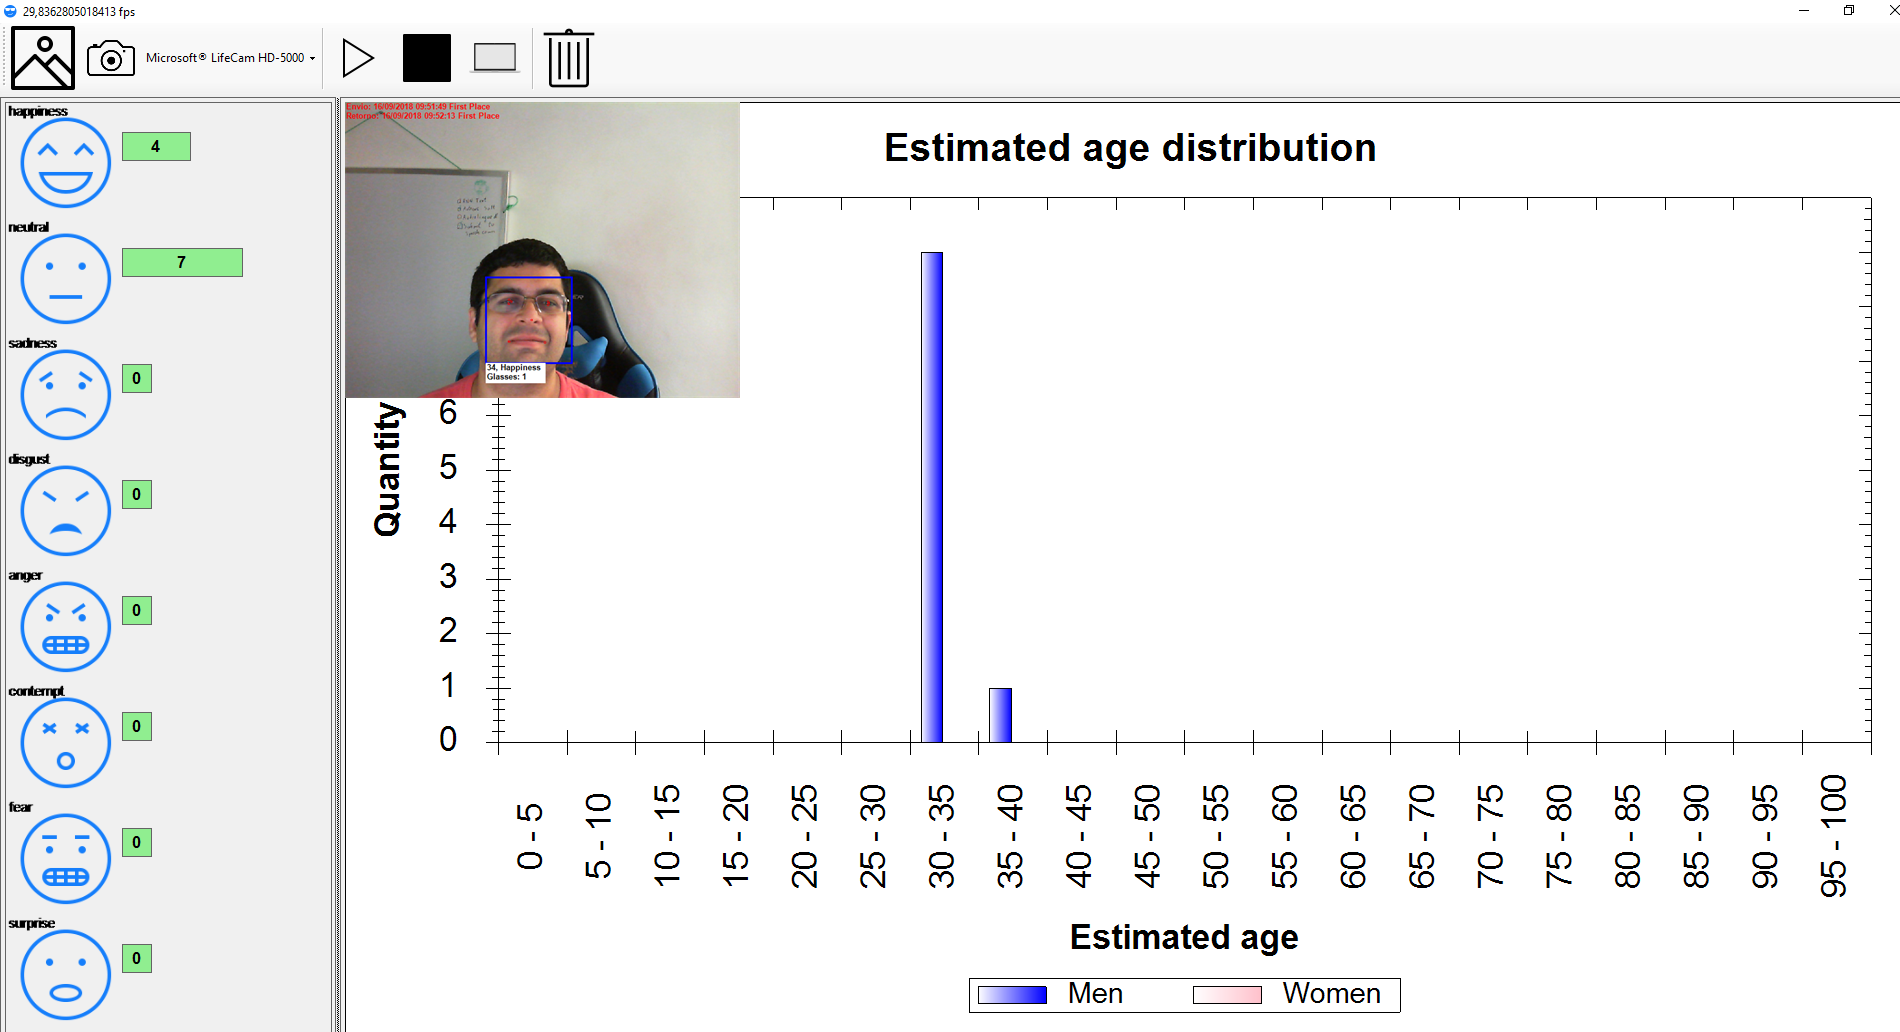 29,8362805018413 fps
Microsoft® LifeCam HD-5000
happiness
4
neutral
7
sadness
0
disgust
0
anger
0
contempt
0
fear
0
surprise
0
Envio: 16/09/2018 09:51:49 First Place
Retorno: 16/09/2018 09:52:13 First Place
34, Happiness
Glasses: 1
Estimated age distribution
Quantity
6
5
4
3
2
1
0
0 - 5
5 - 10
10 - 15
15 - 20
20 - 25
25 - 30
30 - 35
35 - 40
40 - 45
45 - 50
50 - 55
55 - 60
60 - 65
65 - 70
70 - 75
75 - 80
80 - 85
85 - 90
90 - 95
95 - 100
Estimated age
Men
Women